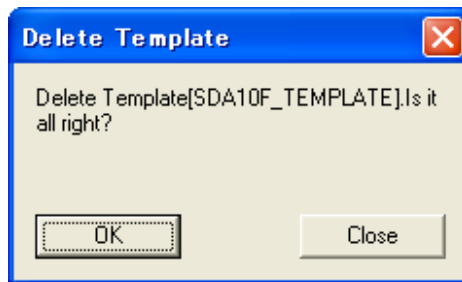 Delete Template
Delete Template[SDA10F_TEMPLATE].Is it
all right?
OK
Close